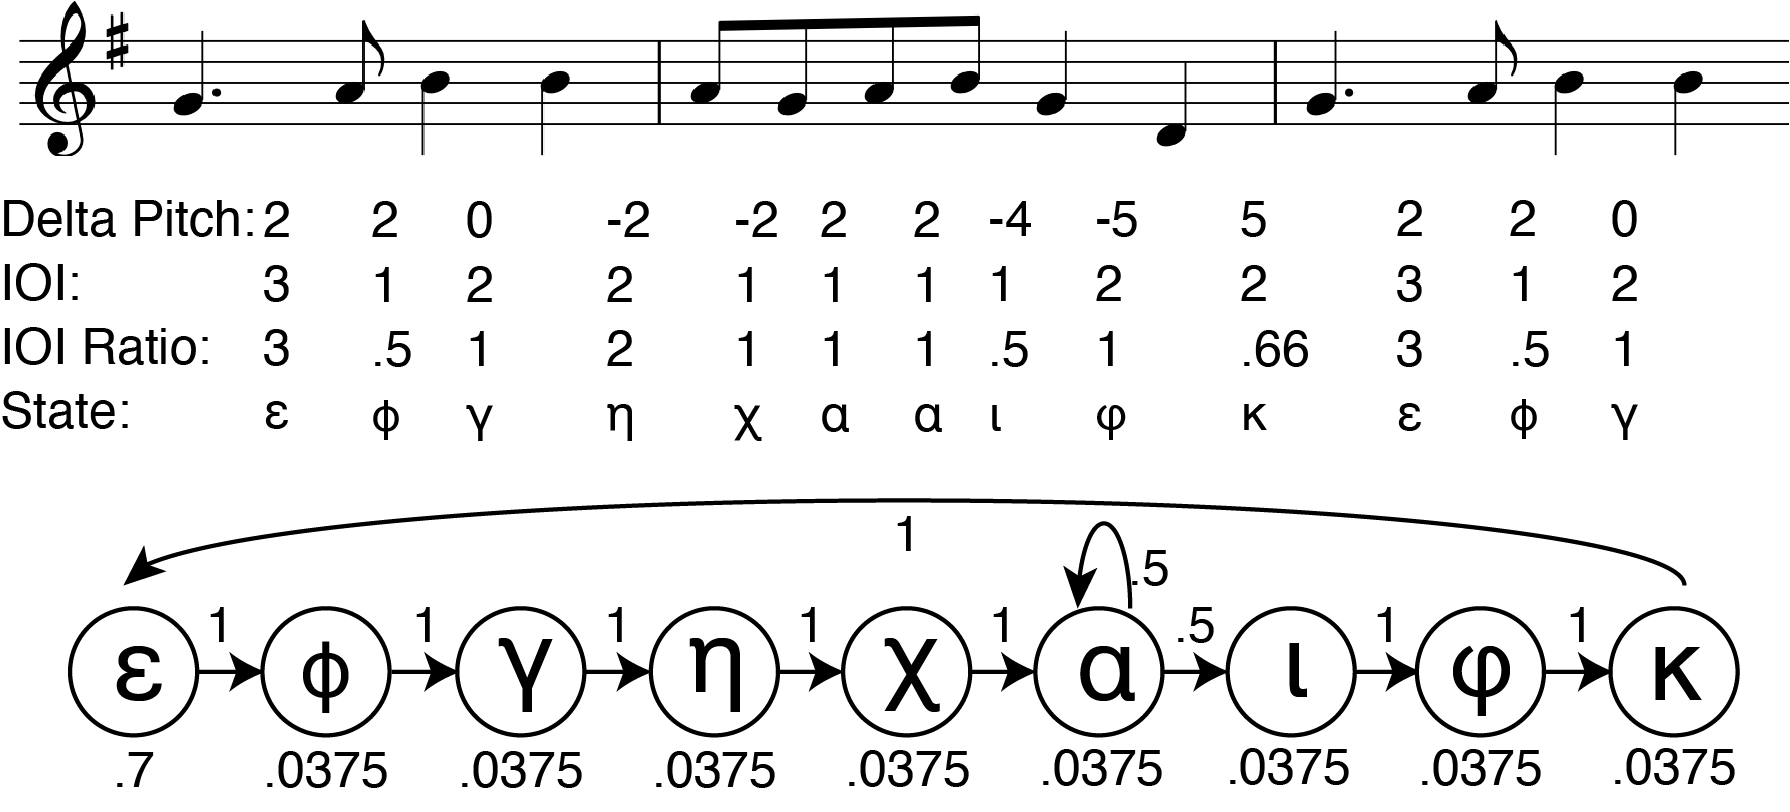 Delta Pitch: 2 2 0 -2 -2 2 2 -4 -5 5 2 2 0
IOI: 3 1 2 2 1 1 1 1 2 2 3 1 2
IOI Ratio: 3 .5 1 2 1 1 1 .5 1 .66 3 .5 1
State: ε ϕ γ η χ α α ι φ κ ε ϕ γ
1
.5
1 1 1 1 1 .5 1 1
ε ϕ γ η χ α ι φ κ
.7 .0375 .0375 .0375 .0375 .0375 .0375 .0375 .0375